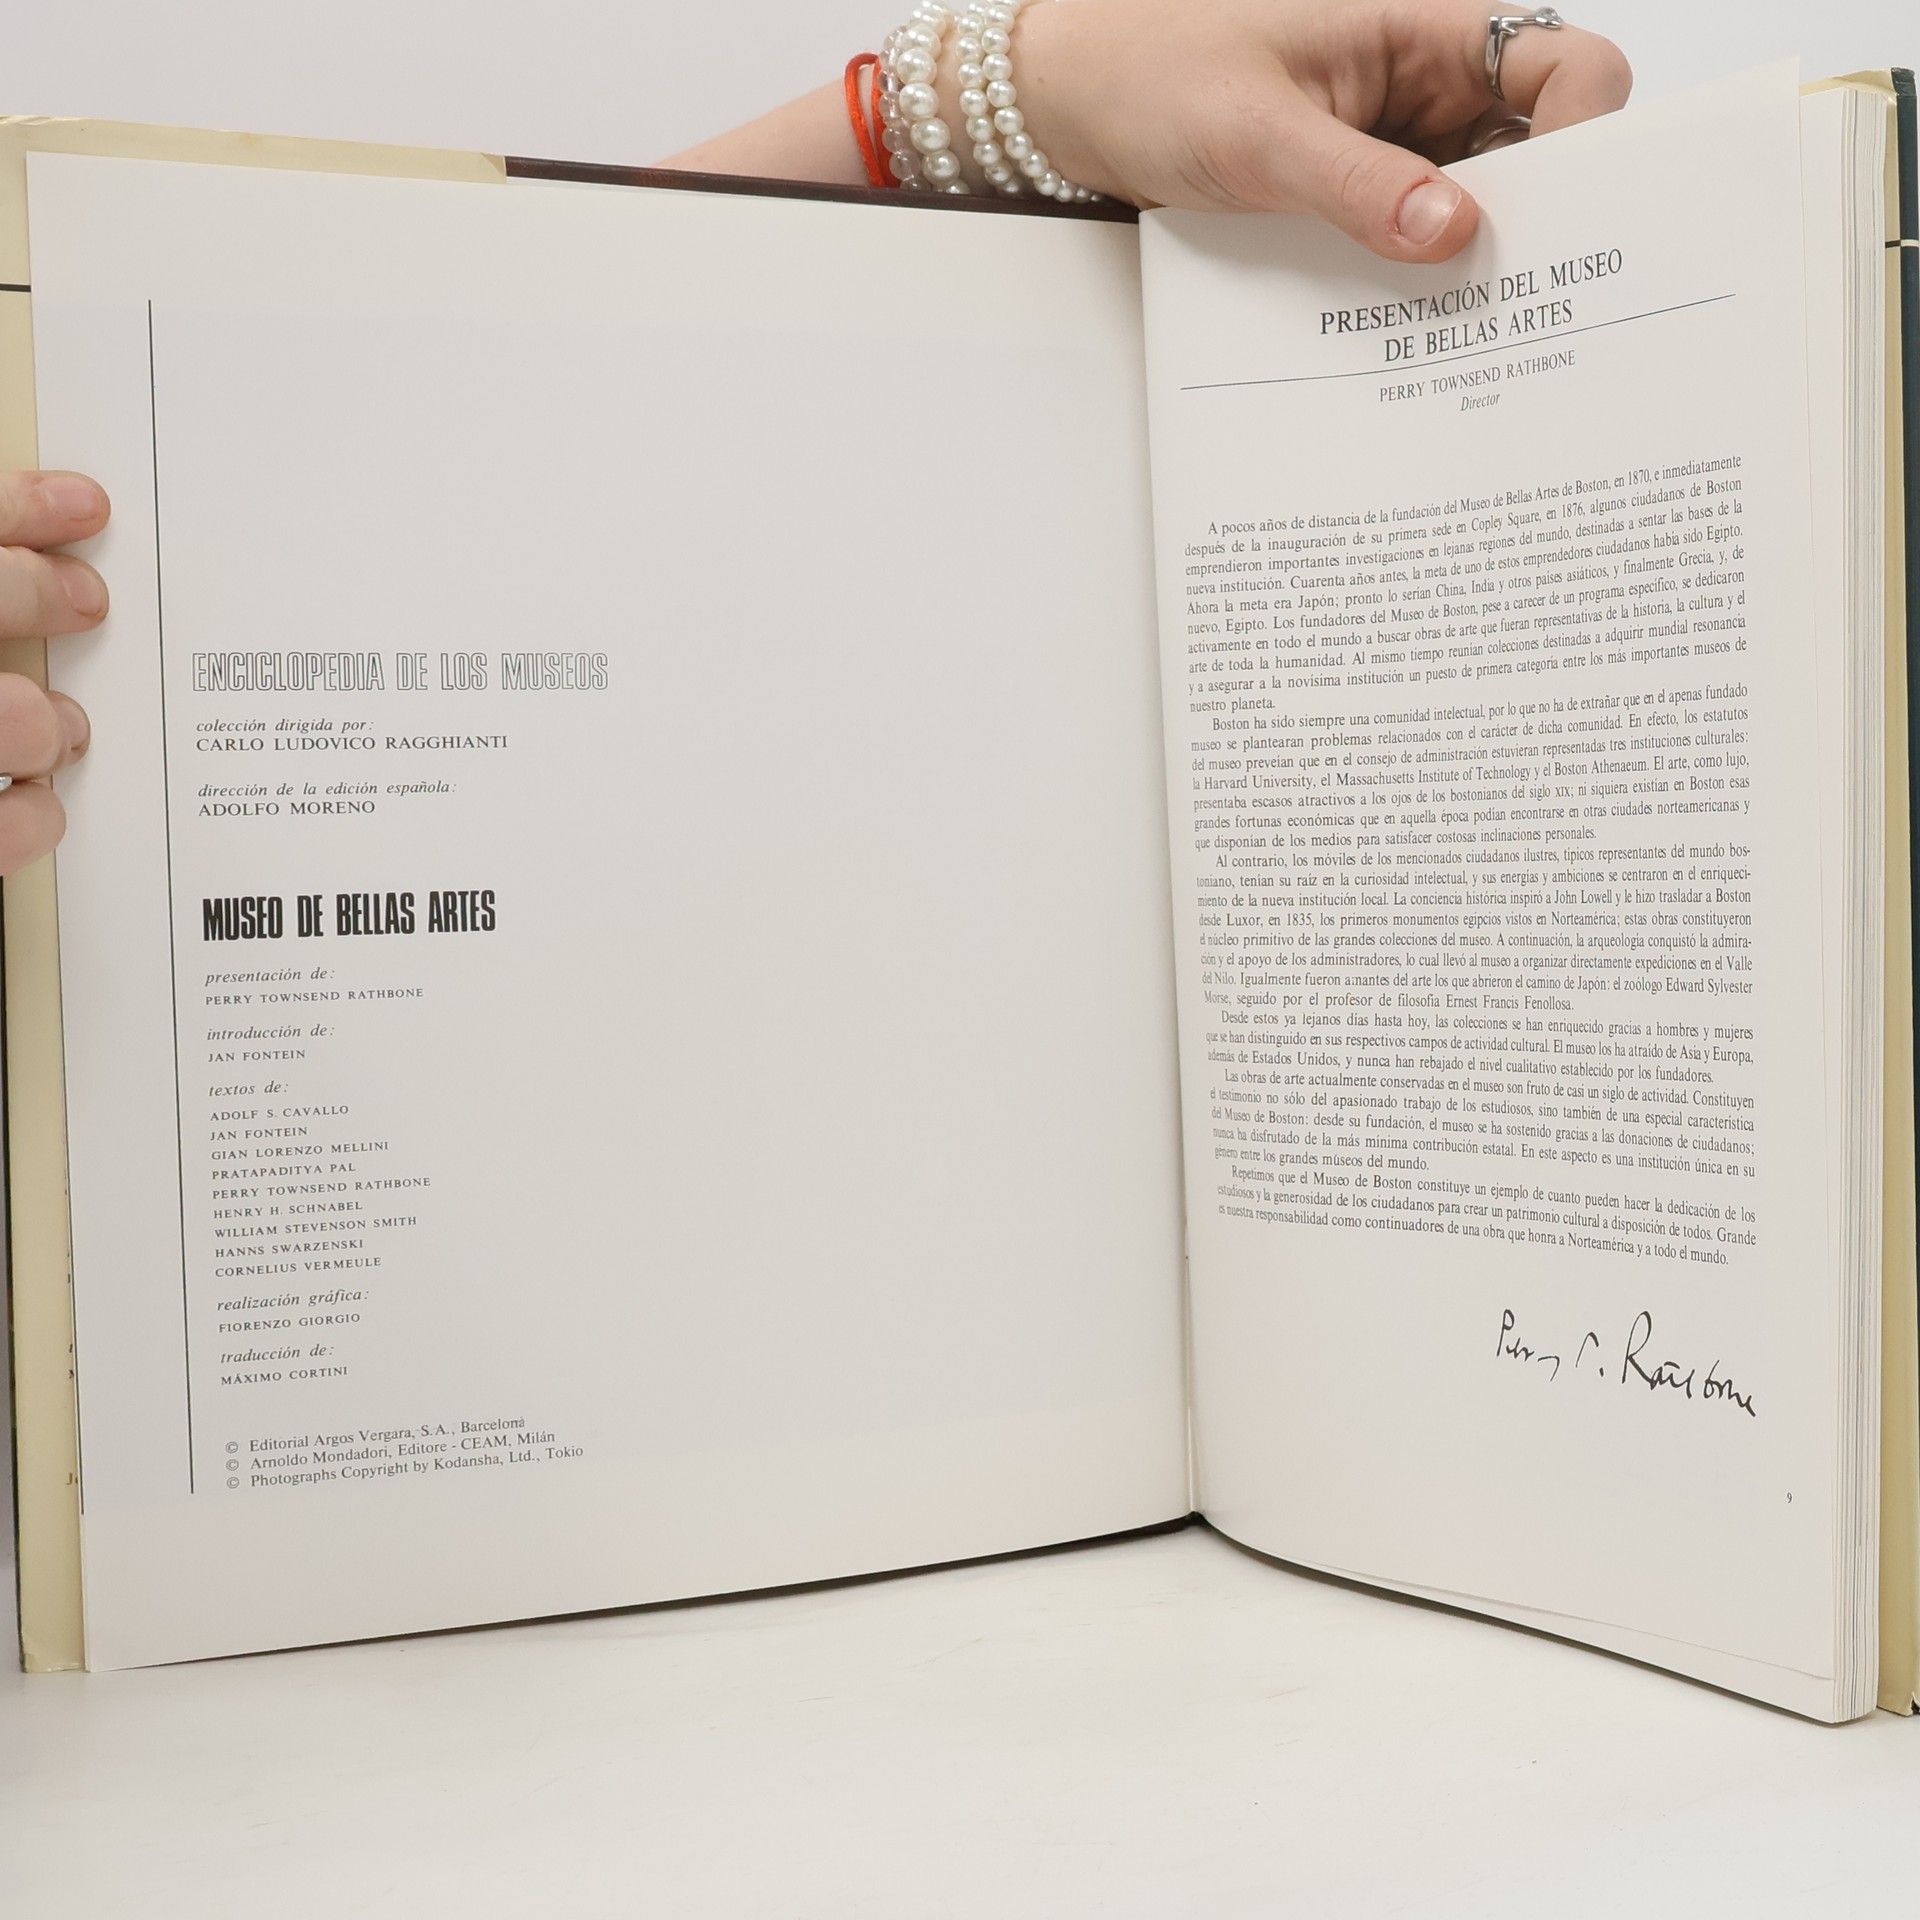 ENCICLOPEDIA DE LOS MUSEOS
colección dirigida por:
CARLO LUDOVICO RAGGHIANTI
dirección de la edición española:
ADOLFO MORENO
MUSEO DE BELLAS ARTES
presentación de:
PERRY TOWNSEND RATHBONE
introducción de:
JAN FONTEIN
textos de:
ADOLF S. CAVALLO
JAN FONTEIN
GIAN LORENZO MELLINI
PRATAPADITYA PAL
PERRY TOWNSEND RATHBONE
HENRY H. SCHNABEL
WILLIAM STEVENSON SMITH
HANNS SWARZENSKI
CORNELIUS VERMEULE
realización gráfica:
FIORENZO GIORGIO
traducción de:
MÁXIMO CORTINI
© Editorial Argos Vergara, S.A., Barcelona
© Arnoldo Mondadori, Editore - CEAM, Milán
© Photographs Copyright by Kodansha, Ltd., Tokio
PRESENTACIÓN DEL MUSEO
DE BELLAS ARTES
PERRY TOWNSEND RATHBONE
Director
A pocos años de distancia de la fundación del Museo de Bellas Artes de Boston, en 1870, e inmediatamente
después de la inauguración de su primera sede en Copley Square, en 1876, algunos ciudadanos de Boston
emprendieron importantes investigaciones en lejanas regiones del mundo, destinadas a sentar las bases de la
nueva institución. Cuarenta años antes, la meta de uno de estos emprendedores ciudadanos había sido Egipto.
Ahora la meta era Japón; pronto lo serían China, India y otros países asiáticos, y finalmente Grecia, y, de
nuevo, Egipto. Los fundadores del Museo de Boston, pese a carecer de un programa específico, se dedicaron
activamente en todo el mundo a buscar obras de arte que fueran representativas de la historia, la cultura y el
arte de toda la humanidad. Al mismo tiempo reunían colecciones destinadas a adquirir mundial resonancia
y a asegurar a la novísima institución un puesto de primera categoría entre los más importantes museos de
nuestro planeta.
Boston ha sido siempre una comunidad intelectual, por lo que no ha de extrañar que en el apenas fundado
museo se plantearan problemas relacionados con el carácter de dicha comunidad. En efecto, los estatutos
del museo preveían que en el consejo de administración estuvieran representadas tres instituciones culturales:
la Harvard University, el Massachusetts Institute of Technology y el Boston Athenaeum. El arte, como lujo,
presentaba escasos atractivos a los ojos de los bostonianos del siglo XIX; ni siquiera existían en Boston esas
grandes fortunas económicas que en aquella época podían encontrarse en otras ciudades norteamericanas y
que disponían de los medios para satisfacer costosas inclinaciones personales.
Al contrario, los móviles de los mencionados ciudadanos ilustres, típicos representantes del mundo bos-
toniano, tenían su raíz en la curiosidad intelectual, y sus energías y ambiciones se centraron en el enriqueci-
miento de la nueva institución local. La conciencia histórica inspiró a John Lowell y le hizo trasladar a Boston
desde Luxor, en 1835, los primeros monumentos egipcios vistos en Norteamérica; estas obras constituyeron
el núcleo primitivo de las grandes colecciones del museo. A continuación, la arqueología conquistó la admira-
ción y el apoyo de los administradores, lo cual llevó al museo a organizar directamente expediciones en el Valle
del Nilo. Igualmente fueron amantes del arte los que abrieron el camino de Japón: el zoólogo Edward Sylvester
Morse, seguido por el profesor de filosofía Ernest Francis Fenollosa.
Desde estos ya lejanos días hasta hoy, las colecciones se han enriquecido gracias a hombres y mujeres
que se han distinguido en sus respectivos campos de actividad cultural. El museo los ha atraído de Asia y Europa,
además de Estados Unidos, y nunca han rebajado el nivel cualitativo establecido por los fundadores.
Las obras de arte actualmente conservadas en el museo son fruto de casi un siglo de actividad. Constituyen
el testimonio no sólo del apasionado trabajo de los estudiosos, sino también de una especial característica
del Museo de Boston: desde su fundación, el museo se ha sostenido gracias a las donaciones de ciudadanos;
nunca ha disfrutado de la más mínima contribución estatal. En este aspecto es una institución única en su
género entre los grandes museos del mundo.
Repetimos que el Museo de Boston constituye un ejemplo de cuanto pueden hacer la dedicación de los
estudiosos y la generosidad de los ciudadanos para crear un patrimonio cultural a disposición de todos. Grande
es nuestra responsabilidad como continuadores de una obra que honra a Norteamérica y a todo el mundo.
Perry T. Rathbone
9